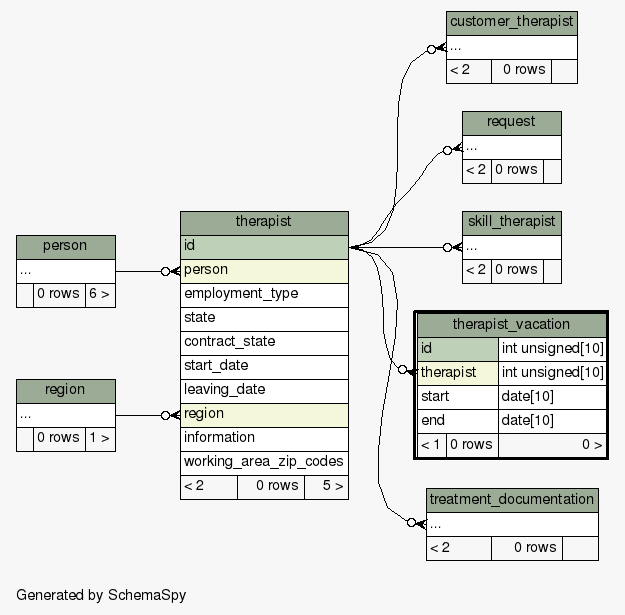 customer_therapist
...
< 2 0 rows
request
...
< 2 0 rows
skill_therapist
...
< 2 0 rows
therapist
id
person
employment_type
state
contract_state
start_date
leaving_date
region
information
working_area_zip_codes
< 2 0 rows 5 >
person
...
0 rows 6 >
region
...
0 rows 1 >
therapist_vacation
id int unsigned[10]
therapist int unsigned[10]
start date[10]
end date[10]
< 1 0 rows 0 >
treatment_documentation
...
< 2 0 rows
Generated by SchemaSpy